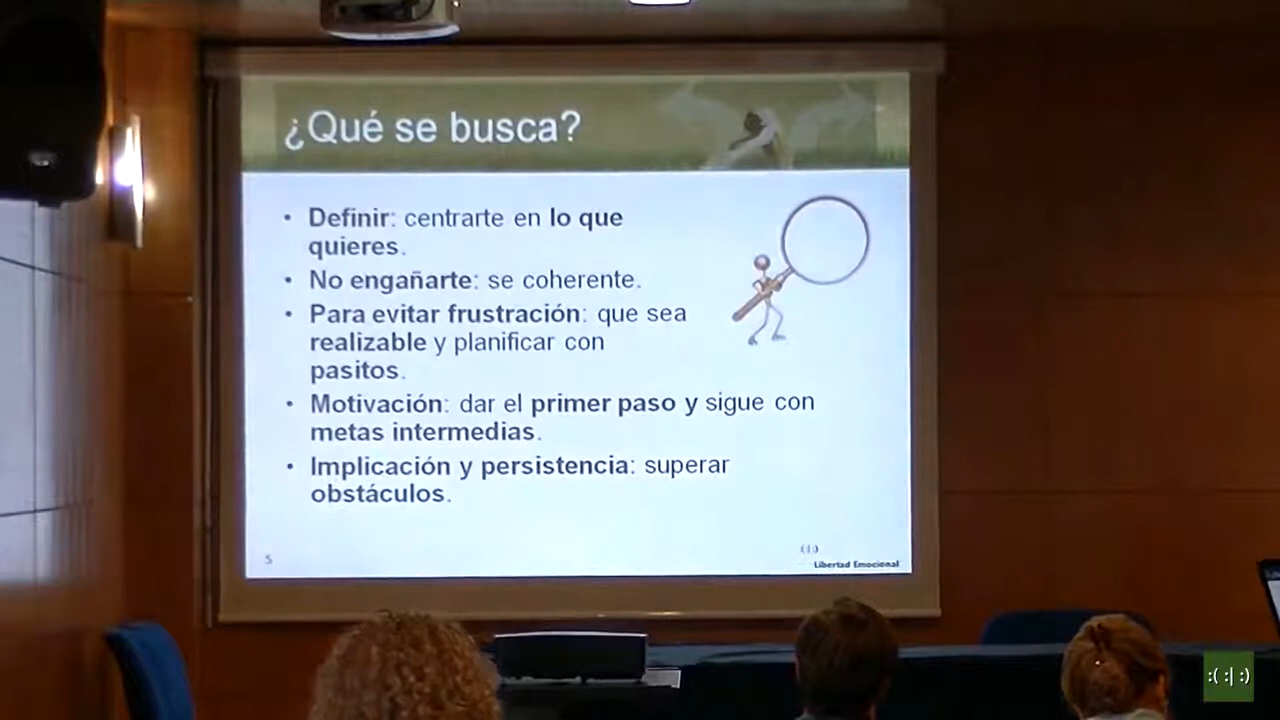 ¿Qué se busca?
• Definir: centrarte en lo que
quieres.
• No engañarte: se coherente.
• Para evitar frustración: que sea
realizable y planificar con
pasitos.
• Motivación: dar el primer paso y sigue con
metas intermedias.
• Implicación y persistencia: superar
obstáculos.
5
Libertad Emocional
:( :| :)